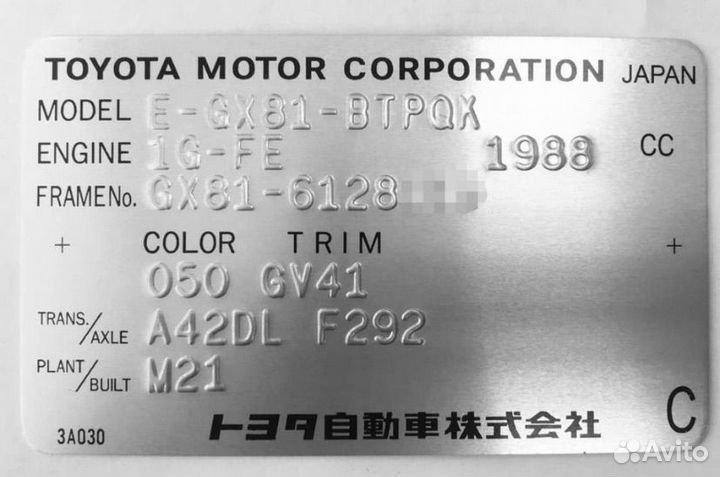 TOYOTA MOTOR CORPORATION JAPAN
MODEL E-GX81-BTPQX
ENGINE 1G-FE 1988 CC
FRAME No. GX81-6128
+ COLOR TRIM +
050 GV41
TRANS./AXLE A42DL F292
PLANT/BUILT M21
3A030 トヨタ自動車株式会社 C
Avito